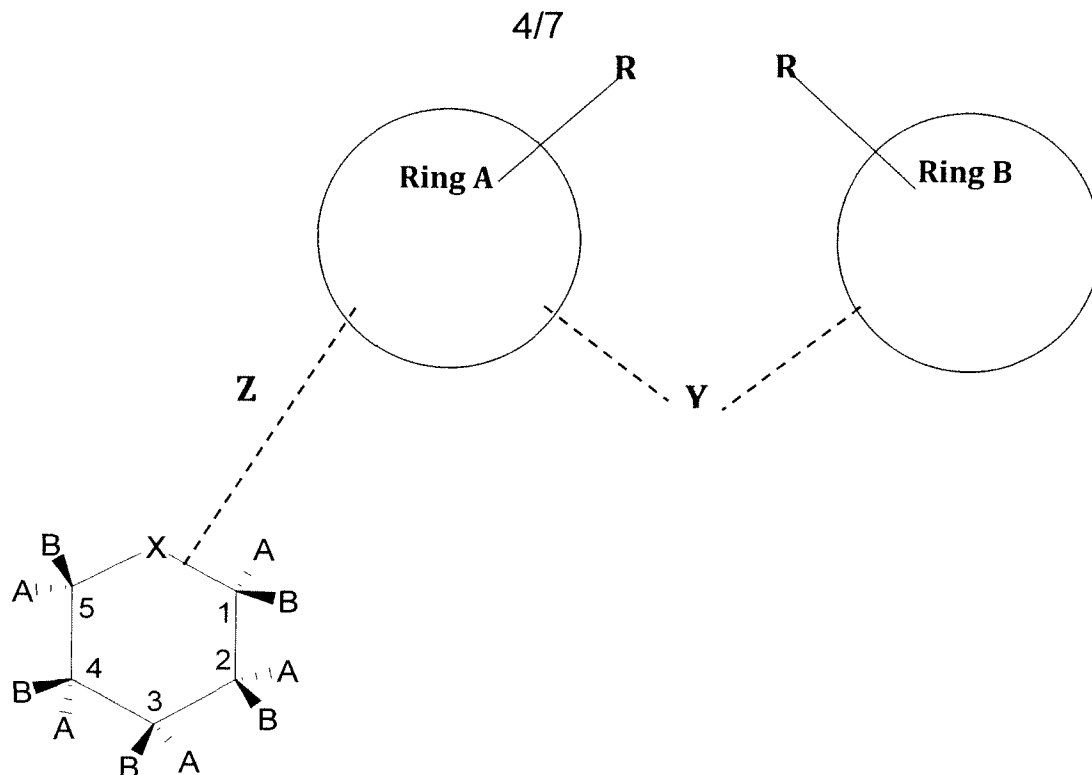 4/7
R R
Ring A Ring B
Z Y
B X A
A 5 1 B
B 4 2 A
A 3 B
B A